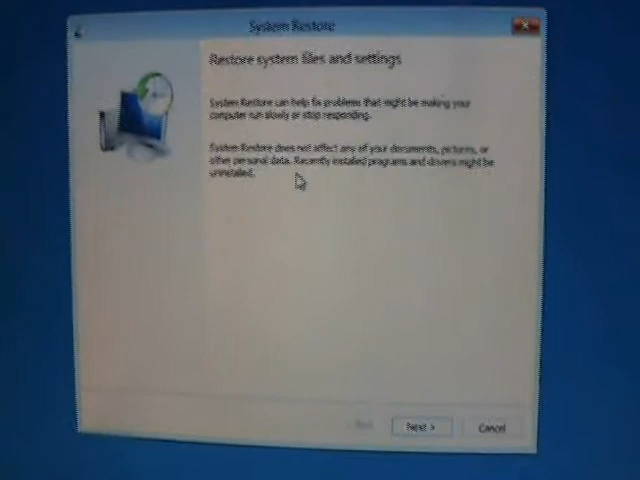 System Restore
Restore system files and settings
System Restore can help fix problems that might be making your
computer run slowly or stop responding.
System Restore does not affect any of your documents, pictures, or
other personal data. Recently installed programs and drivers might be
uninstalled.
Next >
Cancel